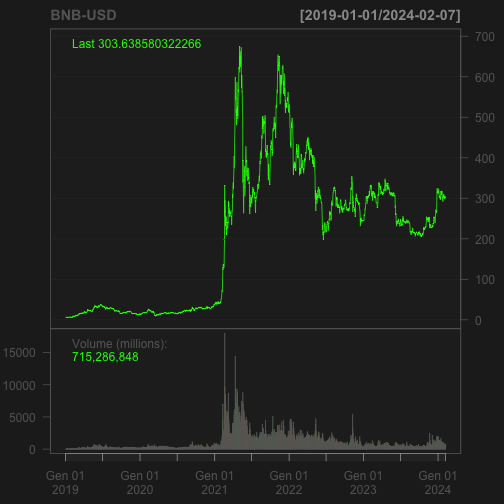 BNB-USD [2019-01-01/2024-02-07]
Last 303.638580322266
700
600
500
400
300
200
100
0
Volume (millions):
715,286,848
15000
10000
5000
0
Gen 01 Gen 01 Gen 01 Gen 01 Gen 01 Gen 01
2019 2020 2021 2022 2023 2024